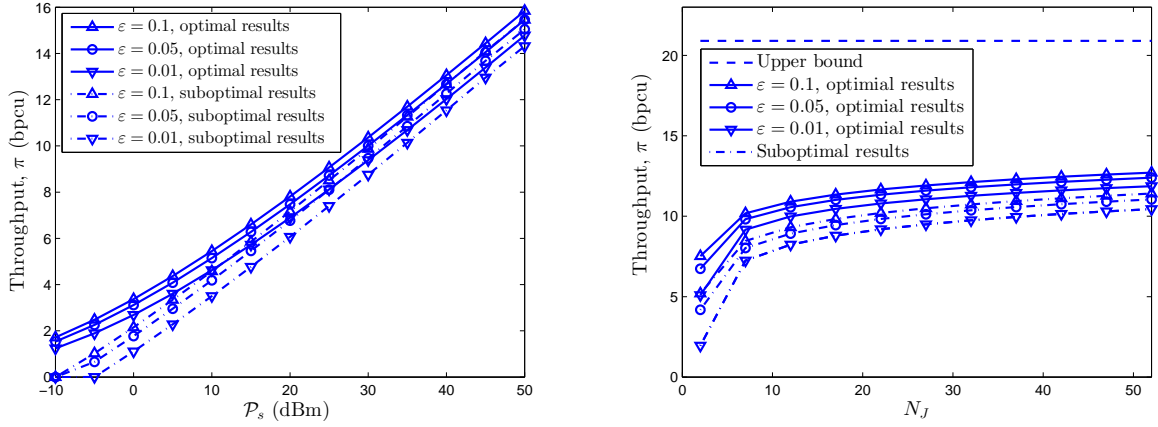 16
14
12
10
8
6
4
2
0
Throughput, π (bpcu)
ε = 0.1, optimal results
ε = 0.05, optimal results
ε = 0.01, optimal results
ε = 0.1, suboptimal results
ε = 0.05, suboptimal results
ε = 0.01, suboptimal results
−10 0 10 20 30 40 50
𝒫s (dBm)
20
15
10
5
0
Throughput, π (bpcu)
Upper bound
ε = 0.1, optimial results
ε = 0.05, optimial results
ε = 0.01, optimial results
Suboptimal results
0 10 20 30 40 50
NJ